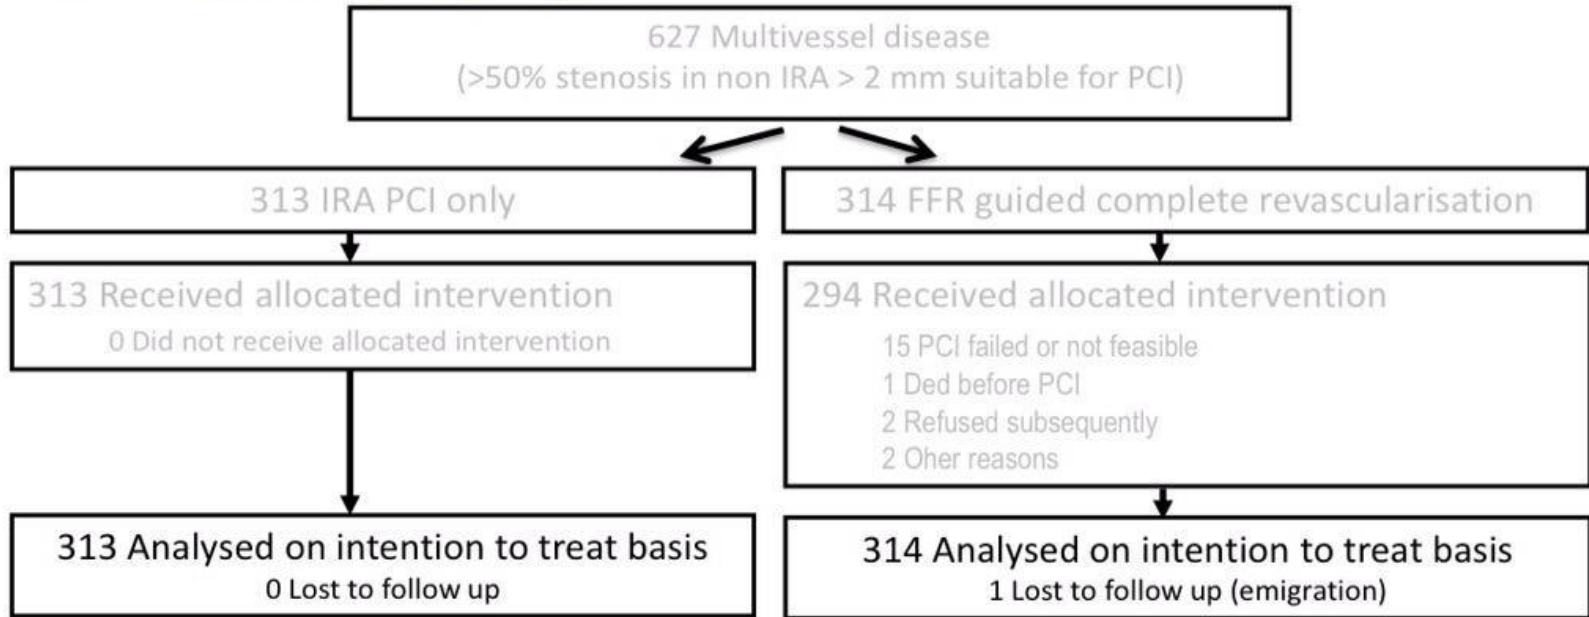 627 Multivessel disease
(>50% stenosis in non IRA > 2 mm suitable for PCI)
313 IRA PCI only
314 FFR guided complete revascularisation
313 Received allocated intervention
0 Did not receive allocated intervention
294 Received allocated intervention
15 PCI failed or not feasible
1 Ded before PCI
2 Refused subsequently
2 Oher reasons
313 Analysed on intention to treat basis
0 Lost to follow up
314 Analysed on intention to treat basis
1 Lost to follow up (emigration)